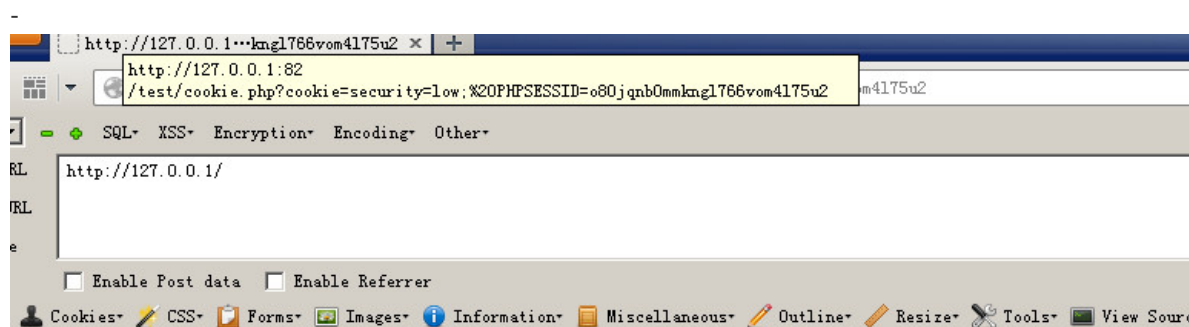 -
http://127.0.0.1···kngl766vom4l75u2 × +
http://127.0.0.1:82
/test/cookie.php?cookie=security=low;%20PHPSESSID=o80jqnb0mmkngl766vom4l75u2
m4l75u2
SQL▾ XSS▾ Encryption▾ Encoding▾ Other▾
RL
http://127.0.0.1/
URL
e
Enable Post data Enable Referrer
Cookies▾ CSS▾ Forms▾ Images▾ Information▾ Miscellaneous▾ Outline▾ Resize▾ Tools▾ View Sourc